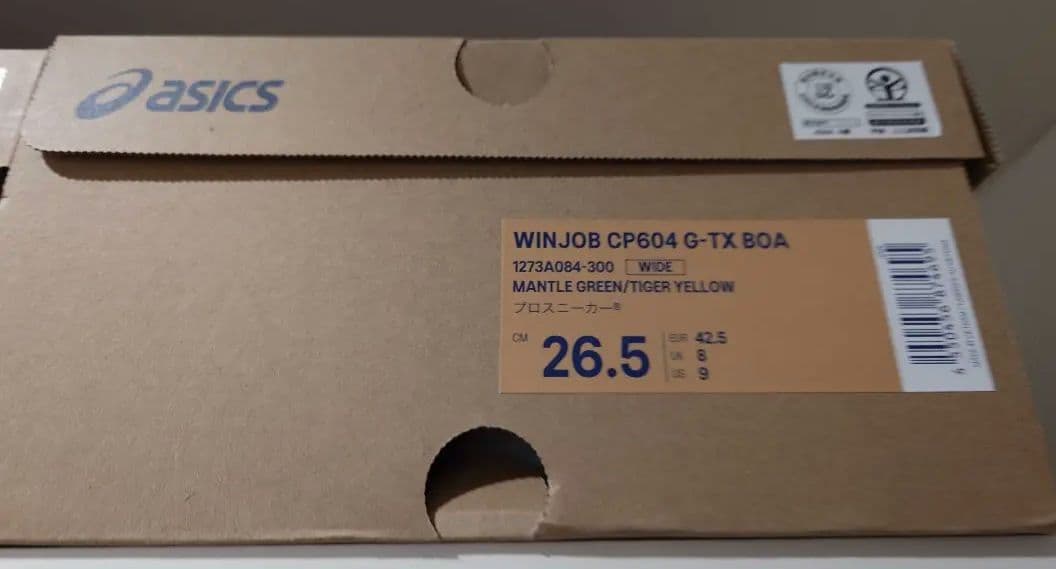 asics
WINJOB CP604 G-TX BOA
1273A084-300 WIDE
MANTLE GREEN/TIGER YELLOW
プロスニーカー®
CM 26.5
EUR 42.5
UK 8
US 9